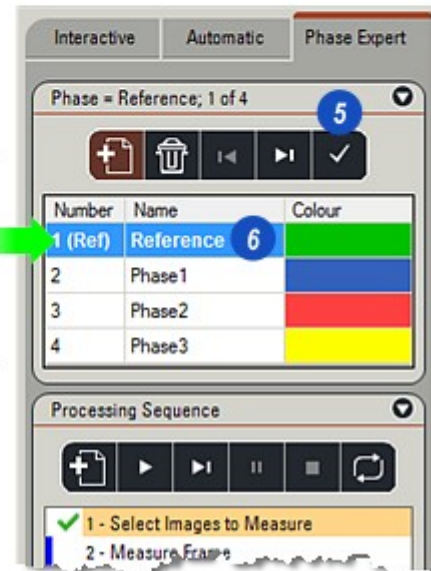 Interactive Automatic Phase Expert
Phase = Reference; 1 of 4
5
Number Name Colour
1 (Ref) Reference 6
2 Phase1
3 Phase2
4 Phase3
Processing Sequence
1 - Select Images to Measure
2 - Measure Frame